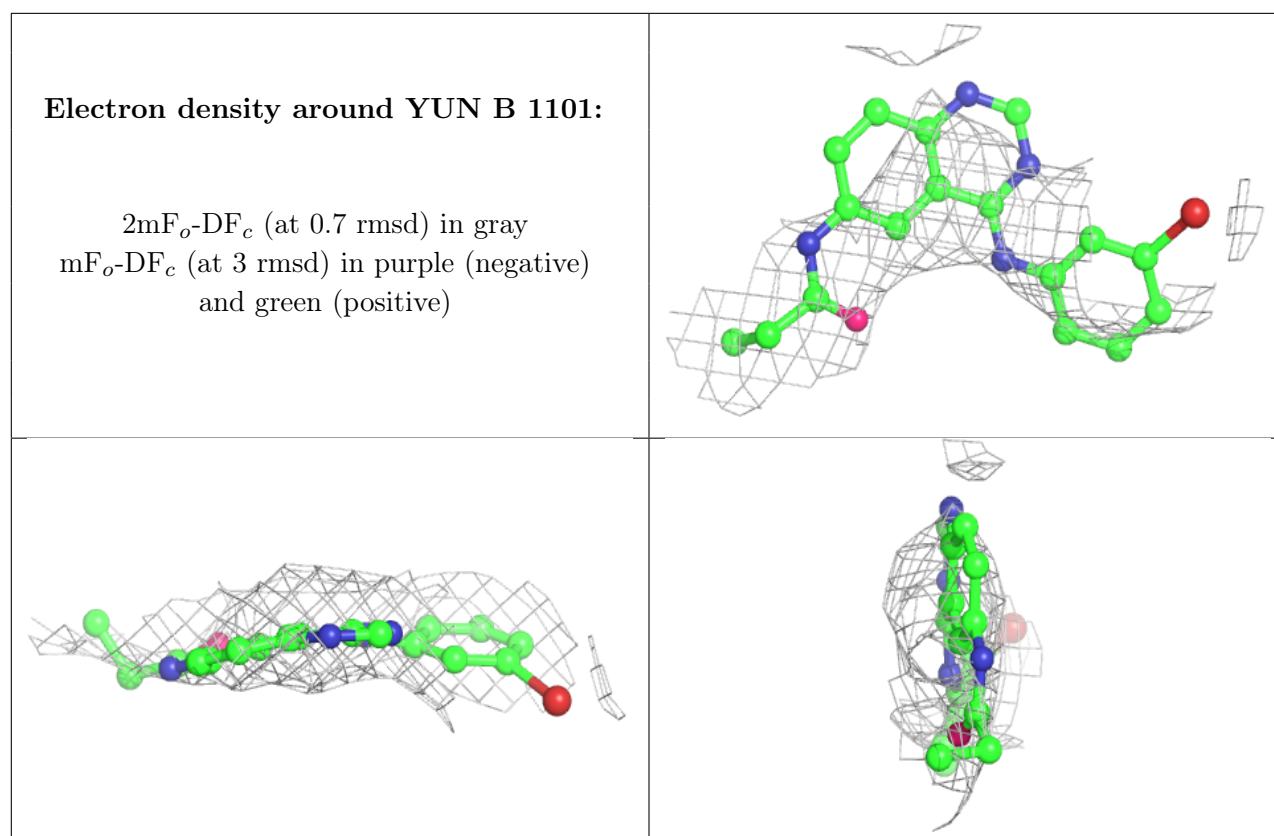 Electron density around YUN B 1101:
2mFₒ-DF𝒸 (at 0.7 rmsd) in gray
mFₒ-DF𝒸 (at 3 rmsd) in purple (negative)
and green (positive)